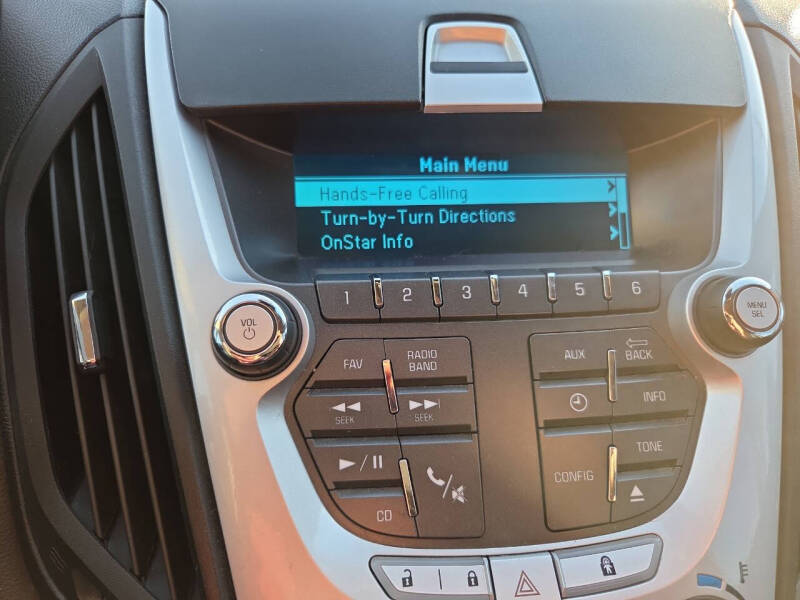 Main Menu
Hands-Free Calling
Turn-by-Turn Directions
OnStar Info
1 2 3 4 5 6
VOL
MENU
SEL
FAV
RADIO
BAND
AUX
BACK
SEEK
SEEK
INFO
CONFIG
TONE
CD